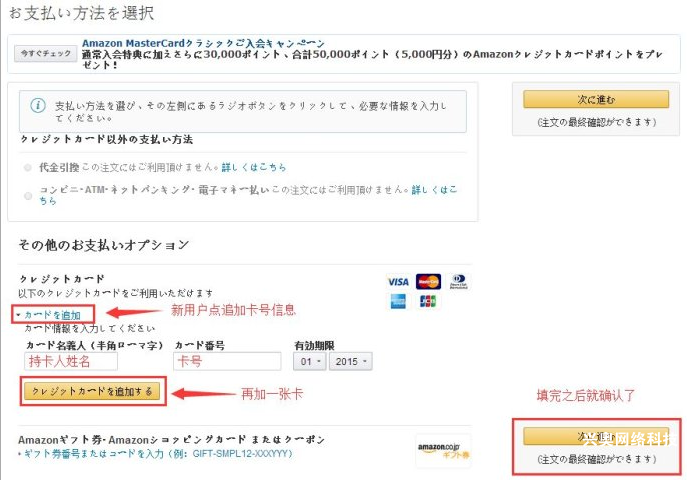 お支払い方法を選択
今すぐチェック
Amazon MasterCardクラシックご入会キャンペーン
通常入会特典に加えさらに30,000ポイント、合計50,000ポイント（5,000円分）のAmazonクレジットカードポイントをプレ
ゼント！
支払い方法を選び、その左側にあるラジオボタンをクリックして、必要な情報を入力し
てください。
次に進む
(注文の最終確認ができます)
クレジットカード以外の支払い方法
代金引換 この注文にはご利用頂けません。詳しくはこちら
コンビニ・ATM・ネットバンキング・電子マネー払い この注文にはご利用頂けません。詳しくはこ
ちら
その他のお支払いオプション
クレジットカード
以下のクレジットカードをご利用いただけます
VISA MasterCard Diners Club International
JCB
カードを追加
新用户点追加卡号信息
カード情報を入力してください
カード名義人（半角ローマ字） カード番号 有効期限
持卡人姓名 卡号 01 2015
クレジットカードを追加する
再加一张卡
填完之后就确认了
Amazonギフト券・Amazonショッピングカード またはクーポン
ギフト券番号またはコードを入力（例：GIFT-SMPL12-XXXYYY）
amazon.co.jp
ギフト券
次に進む
(注文の最終確認ができます)